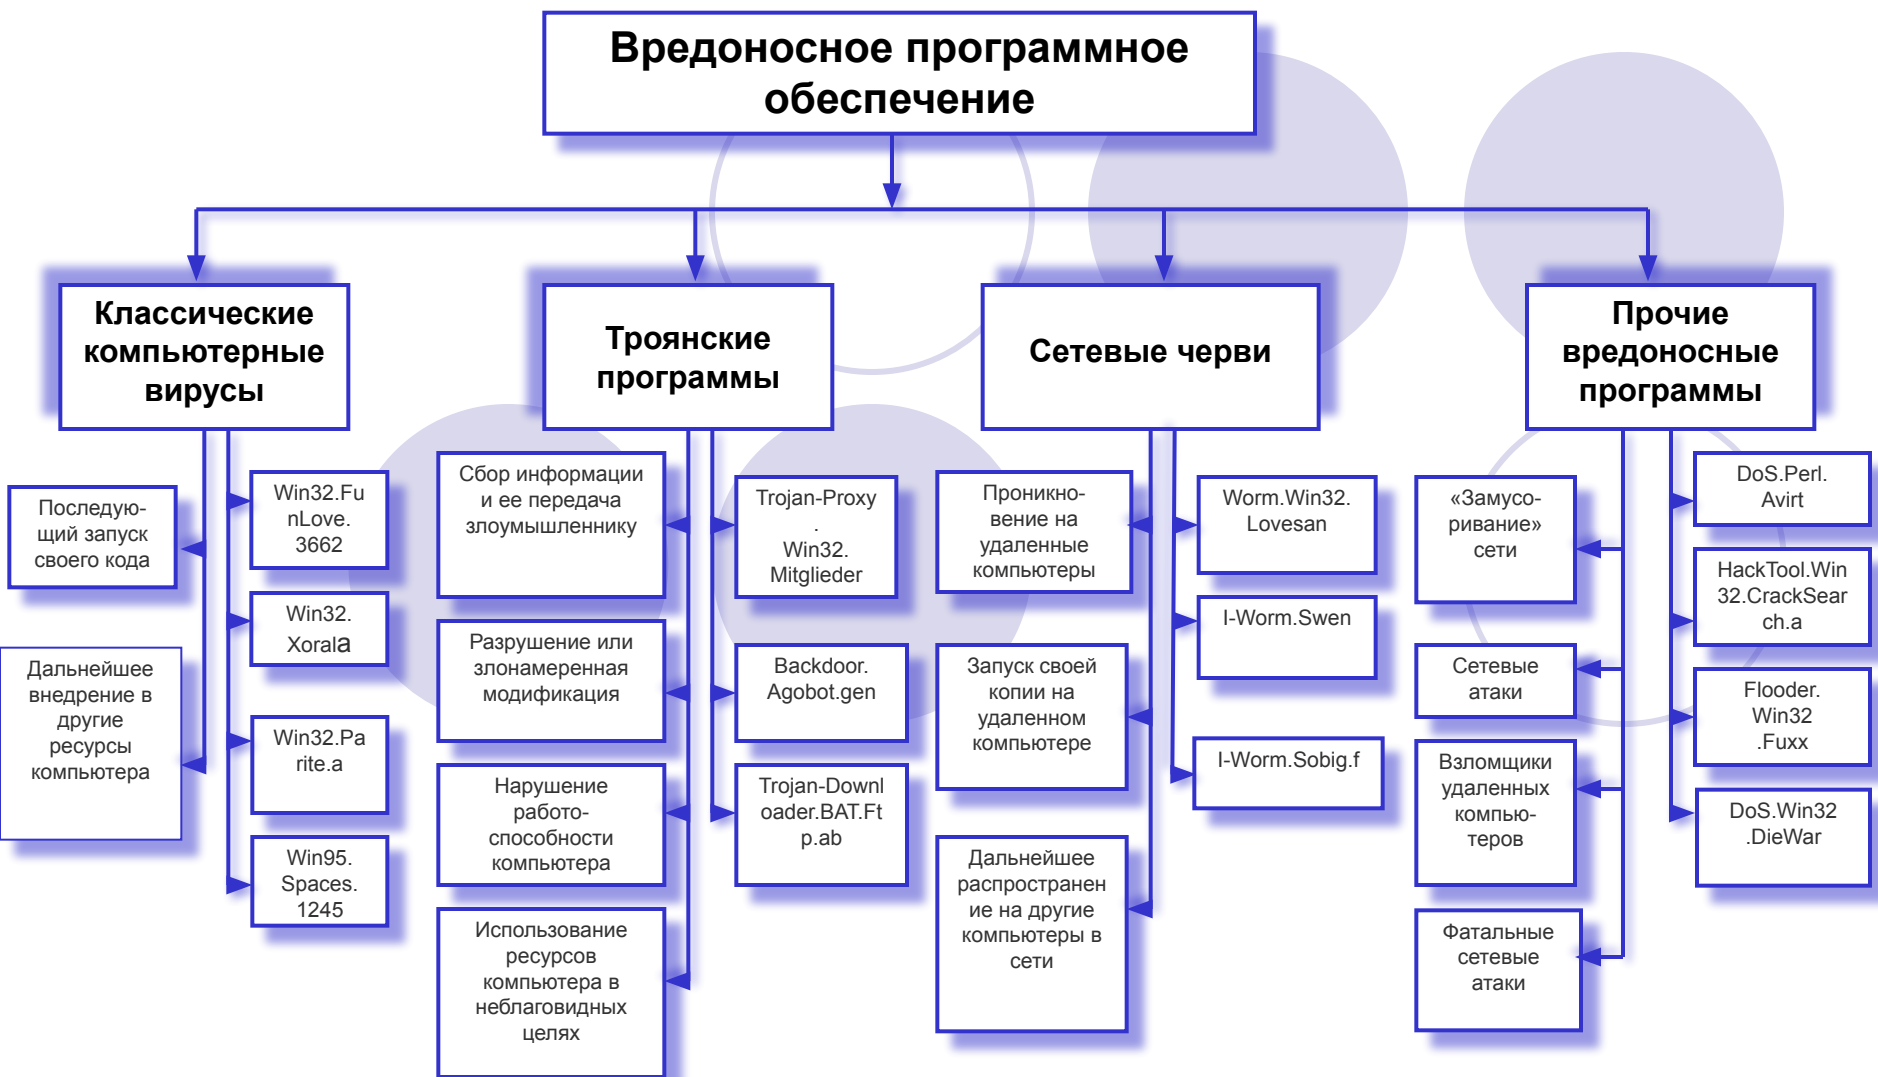 Вредоносное программное
обеспечение
Классические
компьютерные
вирусы
Троянские
программы
Сетевые черви
Прочие
вредоносные
программы
Последую-
щий запуск
своего кода
Дальнейшее
внедрение в
другие
ресурсы
компьютера
Win32.Fu
nLove.
3662
Win32.
Xorala
Win32.Pa
rite.a
Win95.
Spaces.
1245
Сбор информации
и ее передача
злоумышленнику
Разрушение или
злонамеренная
модификация
Нарушение
работо-
способности
компьютера
Использование
ресурсов
компьютера в
неблаговидных
целях
Trojan-Proxy
.
Win32.
Mitglieder
Backdoor.
Agobot.gen
Trojan-Downl
oader.BAT.Ft
p.ab
Проникно-
вение на
удаленные
компьютеры
Запуск своей
копии на
удаленном
компьютере
Дальнейшее
распространен
ие на другие
компьютеры в
сети
Worm.Win32.
Lovesan
I-Worm.Swen
I-Worm.Sobig.f
«Замусо-
ривание»
сети
Сетевые
атаки
Взломщики
удаленных
компью-
теров
Фатальные
сетевые
атаки
DoS.Perl.
Avirt
HackTool.Win
32.CrackSear
ch.a
Flooder.
Win32
.Fuxx
DoS.Win32
.DieWar